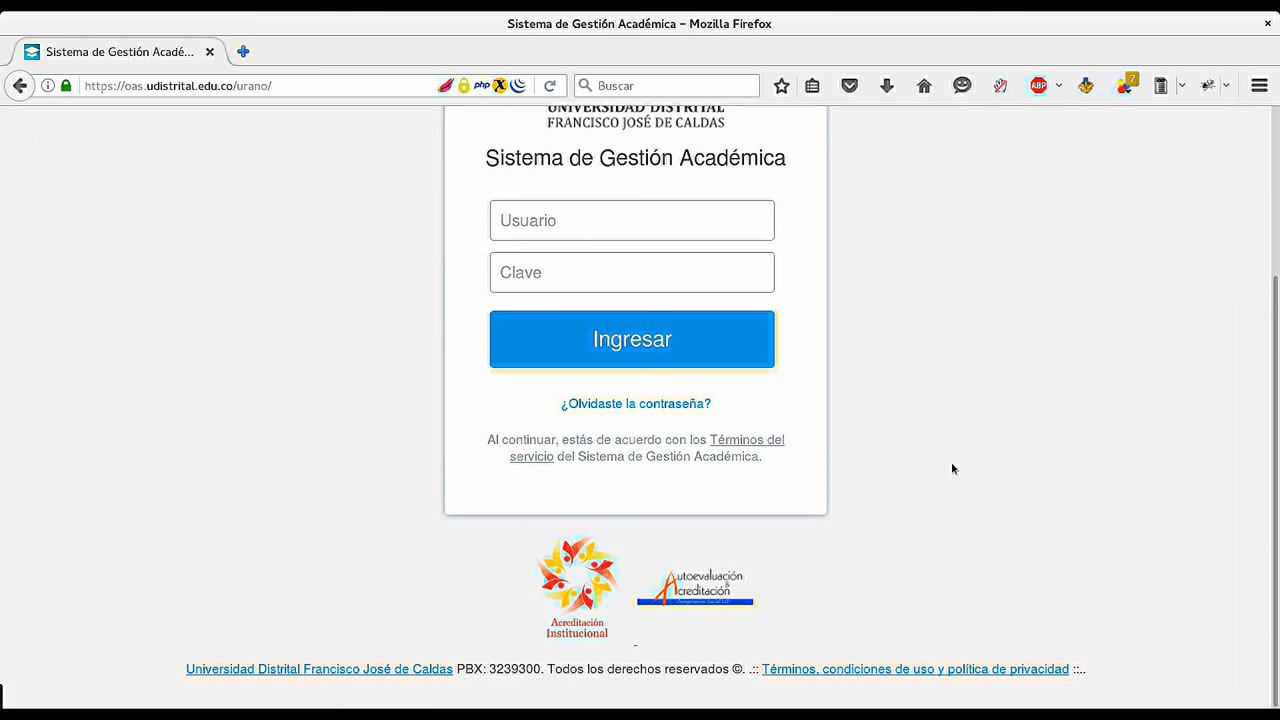 Sistema de Gestión Académica – Mozilla Firefox
Sistema de Gestión Acadé...
https://oas.udistrital.edu.co/urano/
php
Buscar
ABP
7
UNIVERSIDAD DISTRITAL
FRANCISCO JOSÉ DE CALDAS
Sistema de Gestión Académica
Usuario
Clave
Ingresar
¿Olvidaste la contraseña?
Al continuar, estás de acuerdo con los Términos del
servicio del Sistema de Gestión Académica.
Autoevaluación
&
Acreditación
Acreditación
Institucional
Universidad Distrital Francisco José de Caldas PBX: 3239300. Todos los derechos reservados ©. .:: Términos, condiciones de uso y política de privacidad ::..